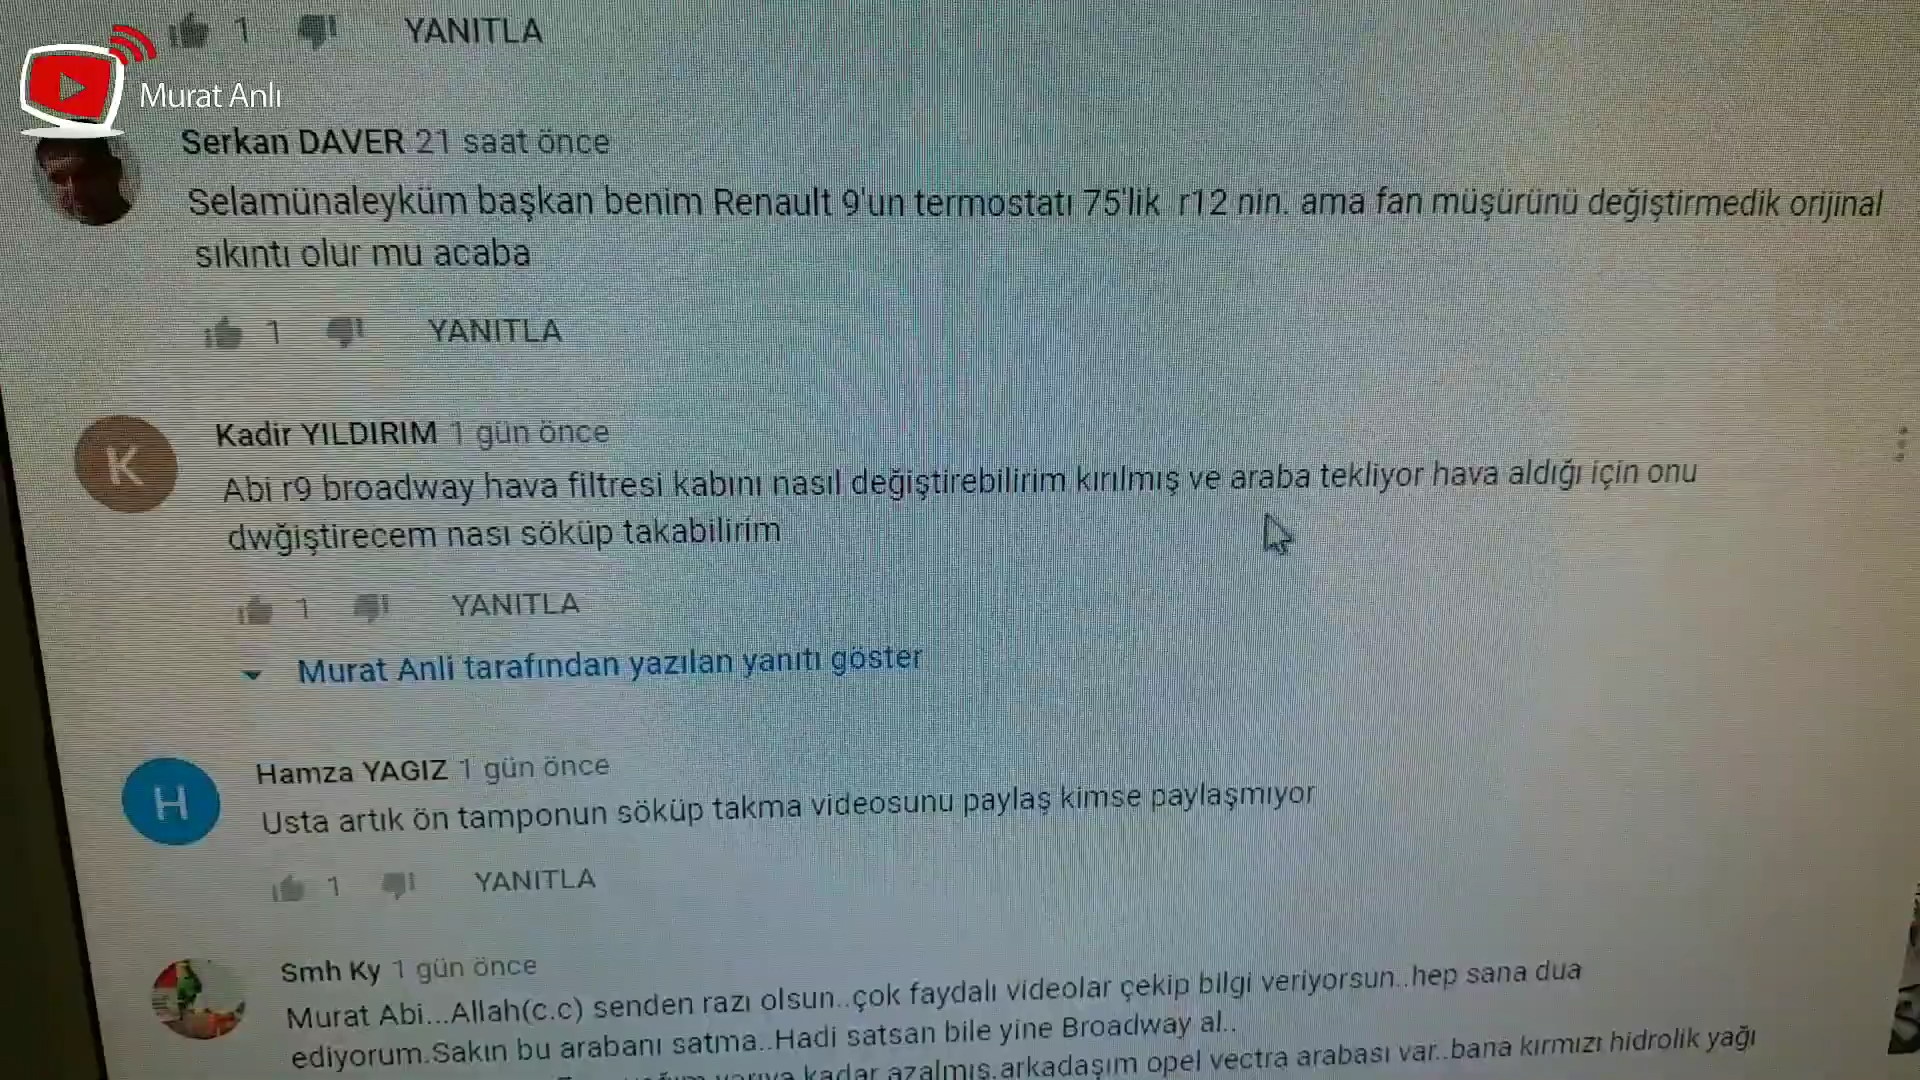 1 YANITLA
Murat Anlı
Serkan DAVER 21 saat önce
Selamünaleyküm başkan benim Renault 9'un termostatı 75'lik r12 nin. ama fan müşürünü değiştirmedik orijinal
sıkıntı olur mu acaba
1 YANITLA
K
Kadir YILDIRIM 1 gün önce
Abi r9 broadway hava filtresi kabını nasıl değiştirebilirim kırılmış ve araba tekliyor hava aldığı için onu
dwğiştirecem nası söküp takabilirim
1 YANITLA
Murat Anli tarafından yazılan yanıtı göster
H
Hamza YAGIZ 1 gün önce
Usta artık ön tamponun söküp takma videosunu paylaş kimse paylaşmıyor
1 YANITLA
Smh Ky 1 gün önce
Murat Abi...Allah(c.c) senden razı olsun..çok faydalı videolar çekip bilgi veriyorsun..hep sana dua
ediyorum.Sakın bu arabanı satma..Hadi satsan bile yine Broadway al..
yarıya kadar azalmış.arkadaşım opel vectra arabası var..bana kırmızı hidrolik yağı